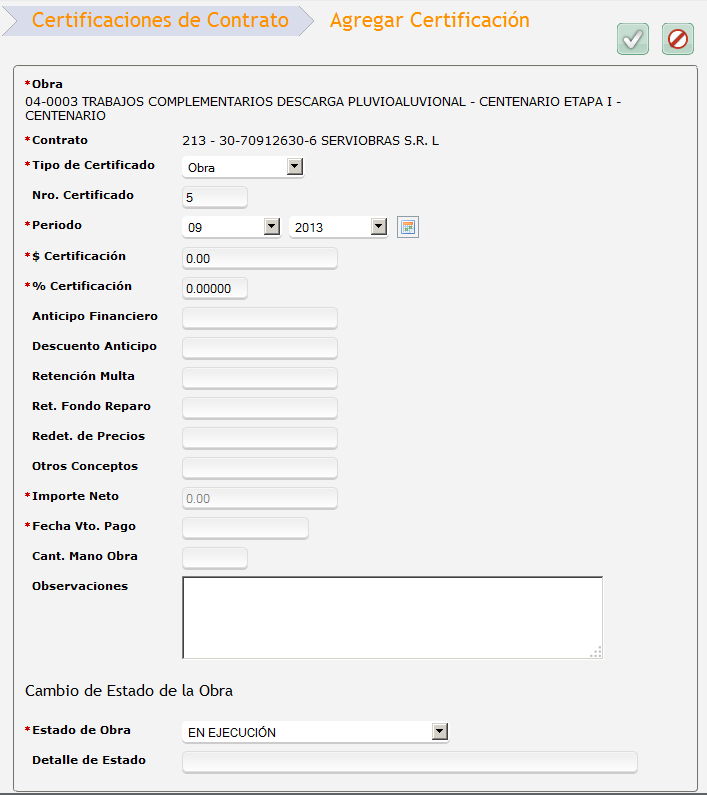 Certificaciones de Contrato Agregar Certificación
*Obra
04-0003 TRABAJOS COMPLEMENTARIOS DESCARGA PLUVIOALUVIONAL - CENTENARIO ETAPA I -
CENTENARIO
*Contrato 213 - 30-70912630-6 SERVIOBRAS S.R. L
*Tipo de Certificado Obra
Nro. Certificado 5
*Periodo 09 2013
*$ Certificación 0.00
*% Certificación 0.00000
Anticipo Financiero
Descuento Anticipo
Retención Multa
Ret. Fondo Reparo
Redet. de Precios
Otros Conceptos
*Importe Neto 0.00
*Fecha Vto. Pago
Cant. Mano Obra
Observaciones
Cambio de Estado de la Obra
*Estado de Obra EN EJECUCIÓN
Detalle de Estado